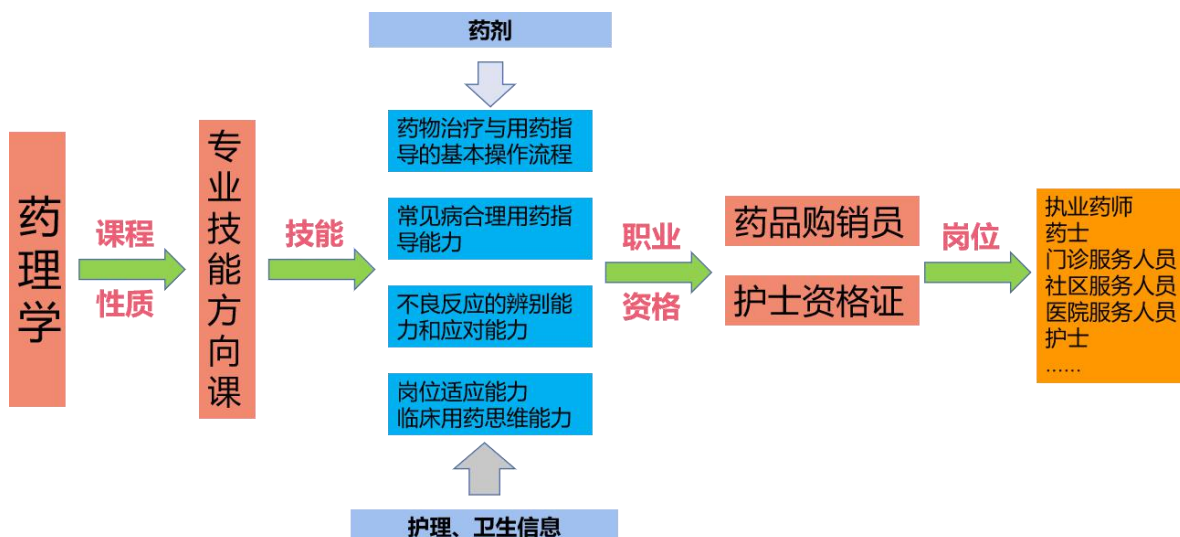 药剂
药理学
课程
性质
专业技能方向课
技能
药物治疗与用药指
导的基本操作流程
常见病合理用药指
导能力
不良反应的辨别能
力和应对能力
岗位适应能力
临床用药思维能力
护理、卫生信息
职业
资格
药品购销员
护士资格证
岗位
执业药师
药士
门诊服务人员
社区服务人员
医院服务人员
护士
......